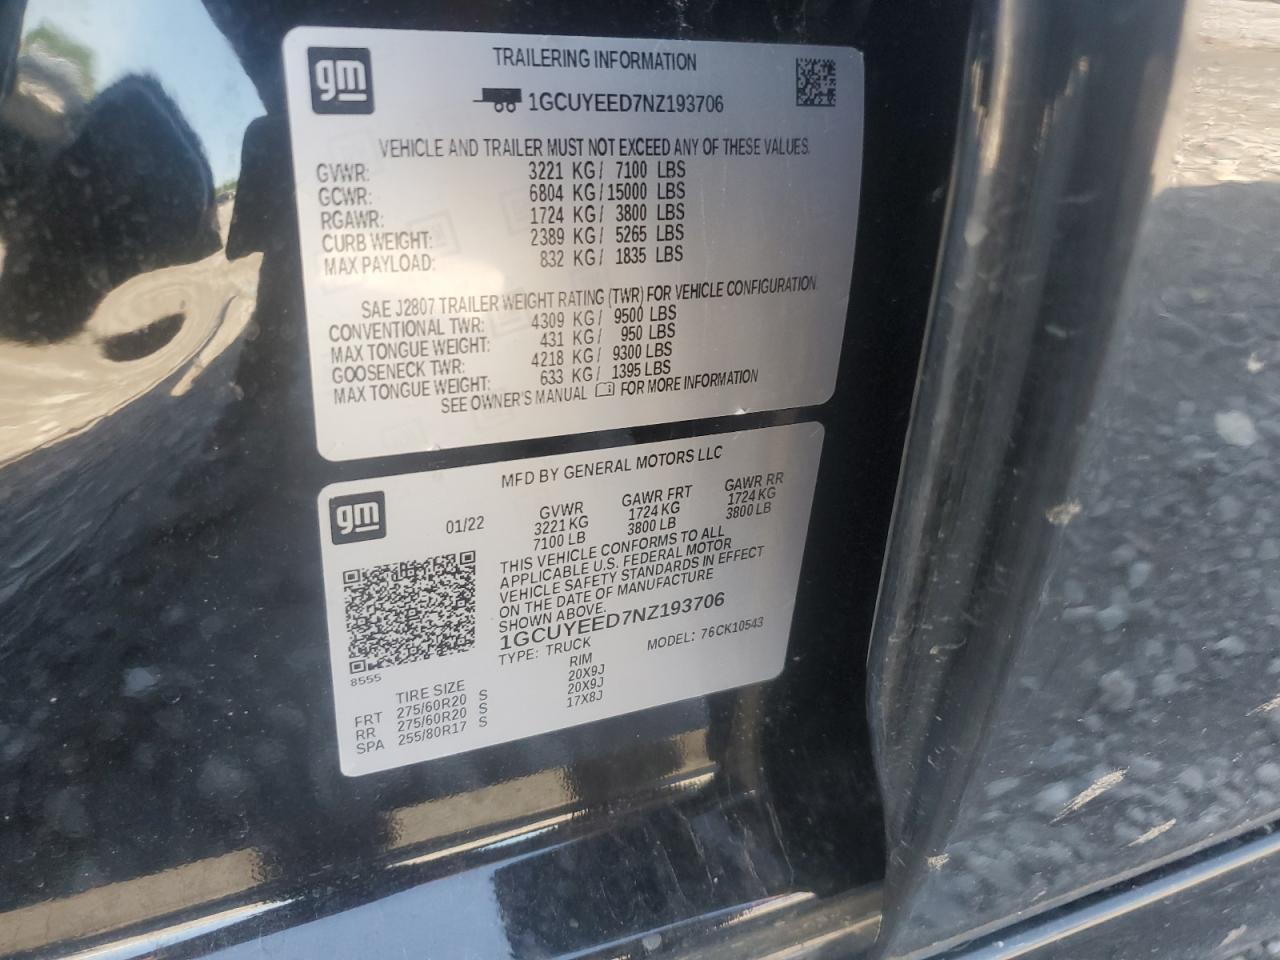 gm
TRAILERING INFORMATION
1GCUYEED7NZ193706
VEHICLE AND TRAILER MUST NOT EXCEED ANY OF THESE VALUES.
GVWR: 3221 KG/ 7100 LBS
GCWR: 6804 KG/ 15000 LBS
RGAWR: 1724 KG/ 3800 LBS
CURB WEIGHT: 2389 KG/ 5265 LBS
MAX PAYLOAD: 832 KG/ 1835 LBS
SAE J2807 TRAILER WEIGHT RATING (TWR) FOR VEHICLE CONFIGURATION
CONVENTIONAL TWR: 4309 KG/ 9500 LBS
MAX TONGUE WEIGHT: 431 KG/ 950 LBS
GOOSENECK TWR: 4218 KG/ 9300 LBS
MAX TONGUE WEIGHT: 633 KG/ 1395 LBS
SEE OWNER'S MANUAL FOR MORE INFORMATION
gm
MFD BY GENERAL MOTORS LLC
01/22
GVWR GAWR FRT GAWR RR
3221 KG 1724 KG 1724 KG
7100 LB 3800 LB 3800 LB
THIS VEHICLE CONFORMS TO ALL
APPLICABLE U.S. FEDERAL MOTOR
VEHICLE SAFETY STANDARDS IN EFFECT
ON THE DATE OF MANUFACTURE
SHOWN ABOVE.
1GCUYEED7NZ193706
TYPE: TRUCK MODEL: 76CK10543
8555
TIRE SIZE RIM
FRT 275/60R20 S 20X9J
RR 275/60R20 S 20X9J
SPA 255/80R17 S 17X8J